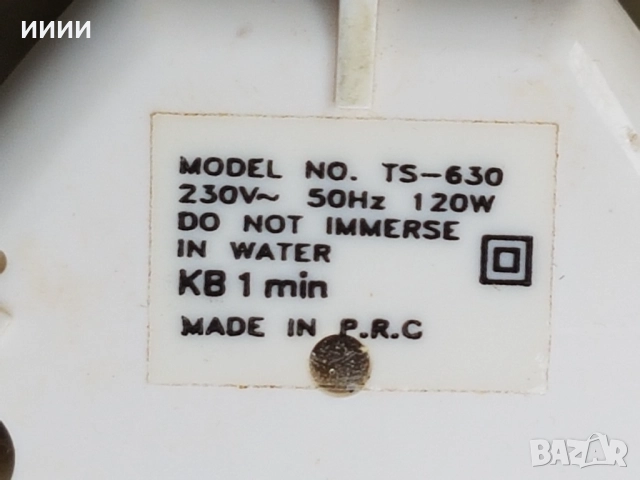 ииии
MODEL NO. TS-630
230V~ 50Hz 120W
DO NOT IMMERSE
IN WATER
KB 1 min
MADE IN P.R.C
BAZAR